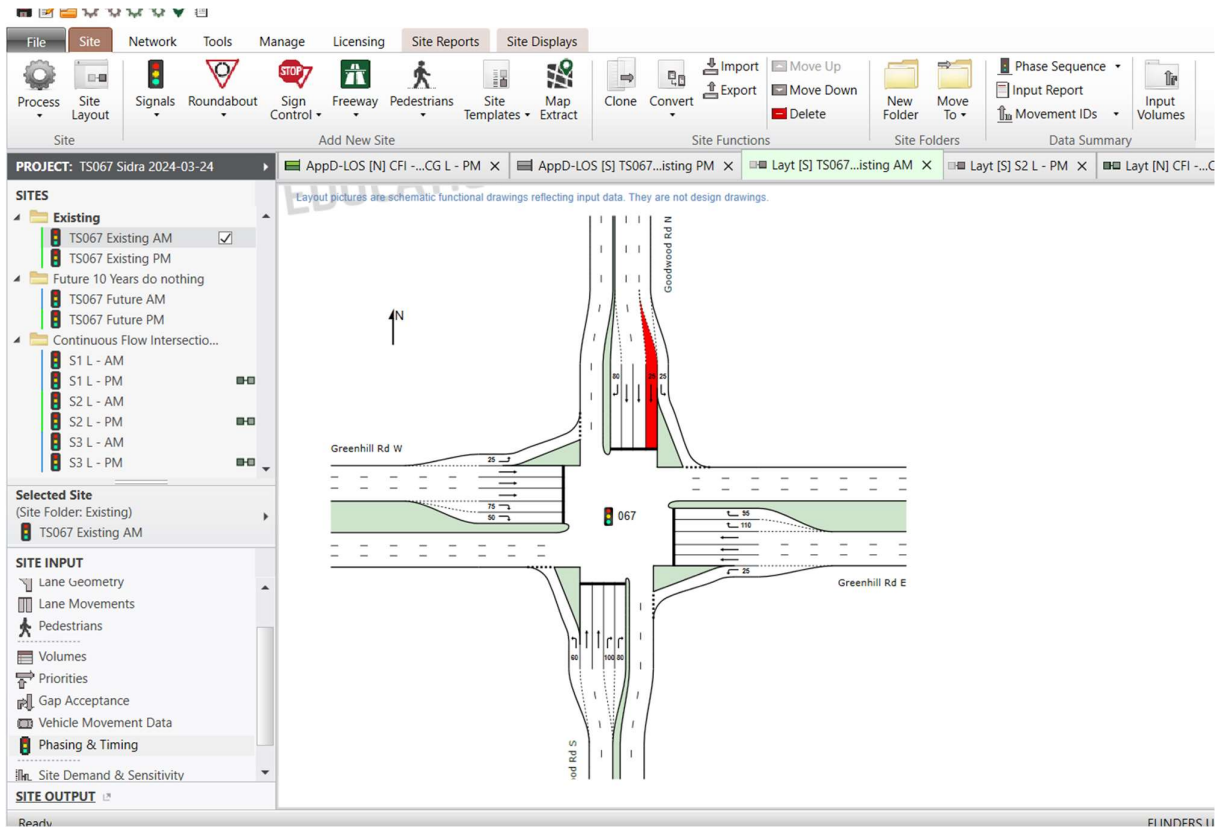 File Site Network Tools Manage Licensing Site Reports Site Displays
Process Site Layout Signals Roundabout Sign Control Freeway Pedestrians Site Templates Map Extract Clone Convert Import Export Move Up Move Down Delete New Folder Move To Phase Sequence Input Report Movement IDs Input Volumes
Site Add New Site Site Functions Site Folders Data Summary
PROJECT: TS067 Sidra 2024-03-24
AppD-LOS [N] CFI -...CG L - PM AppD-LOS [S] TS067...isting PM Layt [S] TS067...isting AM Layt [S] S2 L - PM Layt [N] CFI -...C
SITES
Existing
TS067 Existing AM
TS067 Existing PM
Future 10 Years do nothing
TS067 Future AM
TS067 Future PM
Continuous Flow Intersectio...
S1 L - AM
S1 L - PM
S2 L - AM
S2 L - PM
S3 L - AM
S3 L - PM
Selected Site
(Site Folder: Existing)
TS067 Existing AM
SITE INPUT
Lane Geometry
Lane Movements
Pedestrians
Volumes
Priorities
Gap Acceptance
Vehicle Movement Data
Phasing & Timing
Site Demand & Sensitivity
SITE OUTPUT
Ready
Layout pictures are schematic functional drawings reflecting input data. They are not design drawings.
Goodwood Rd N
N
80 25 25
Greenhill Rd W
25
75
50
067
95
110
25
Greenhill Rd E
60 100 80
od Rd S
FLINDERS U